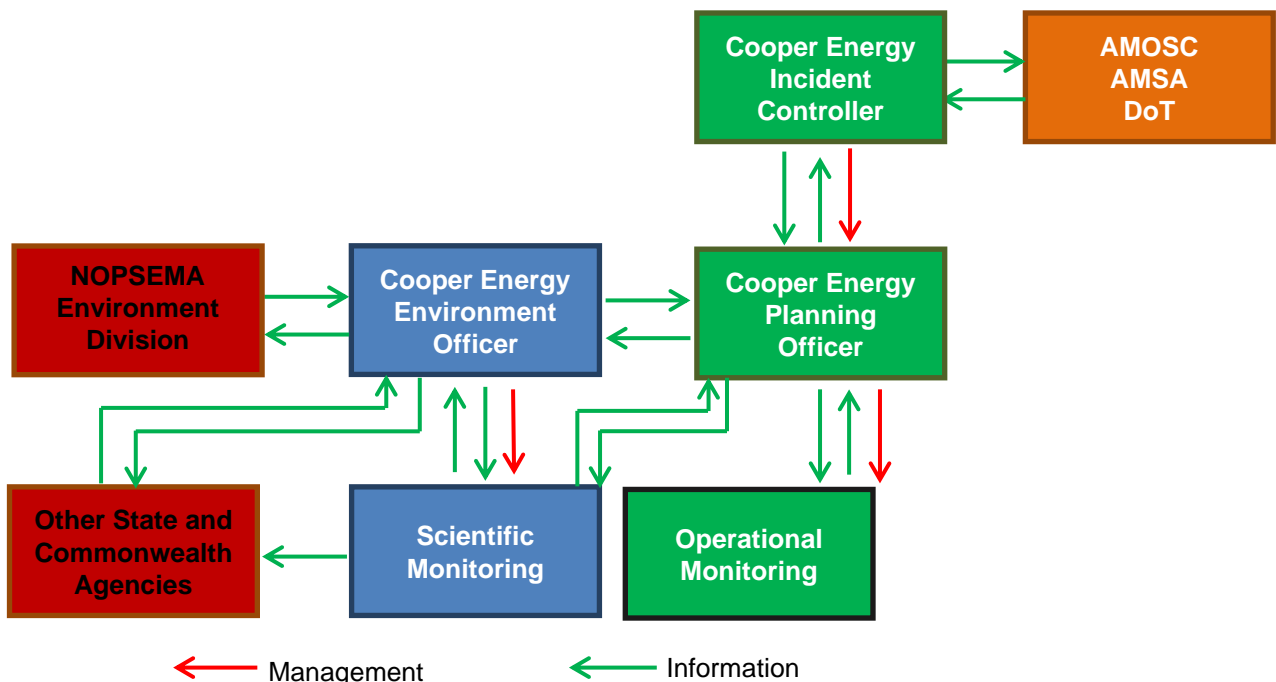 Cooper Energy
Incident
Controller
AMOSC
AMSA
DoT
NOPSEMA
Environment
Division
Cooper Energy
Environment
Officer
Cooper Energy
Planning
Officer
Other State and
Commonwealth
Agencies
Scientific
Monitoring
Operational
Monitoring
Management
Information